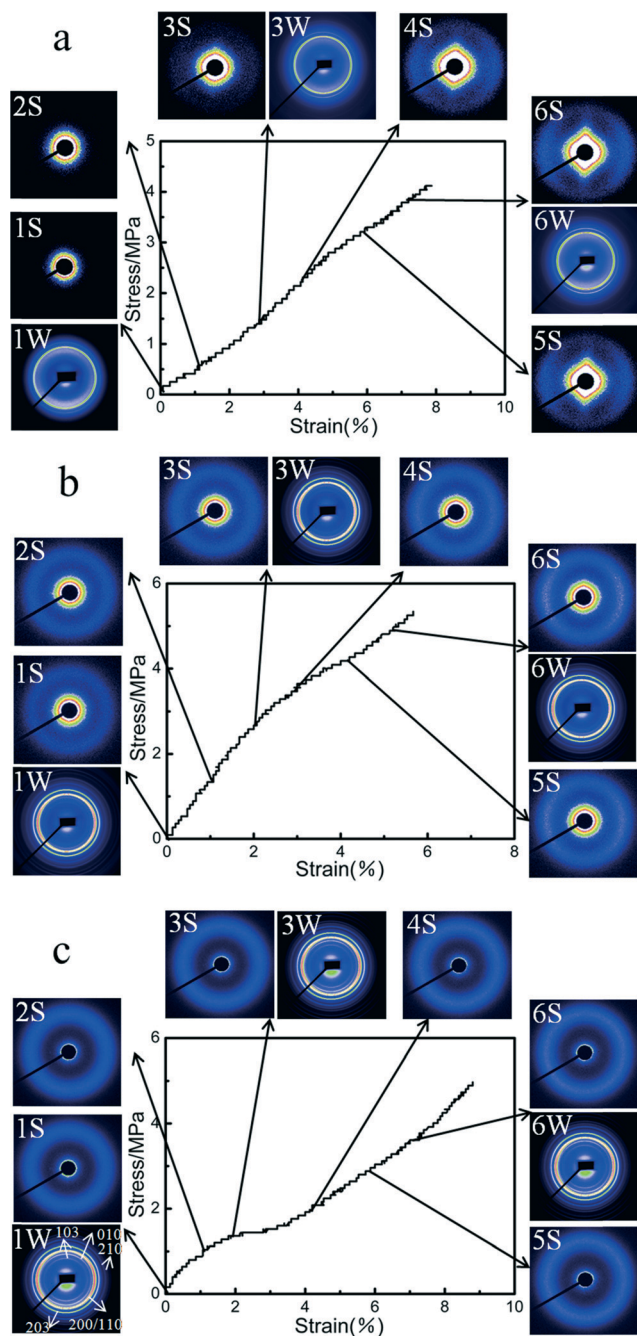 a
3S 3W 4S
2S
1S
1W
6S
6W
5S
Stress/MPa
5
4
3
2
1
0
0 2 4 6 8 10
Strain(%)
b
3S 3W 4S
2S
1S
1W
6S
6W
5S
Stress/MPa
6
4
2
0
0 2 4 6 8
Strain(%)
c
3S 3W 4S
2S
1S
1W
103 010
210
203 200/110
6S
6W
5S
Stress/MPa
6
4
2
0
0 2 4 6 8 10
Strain(%)